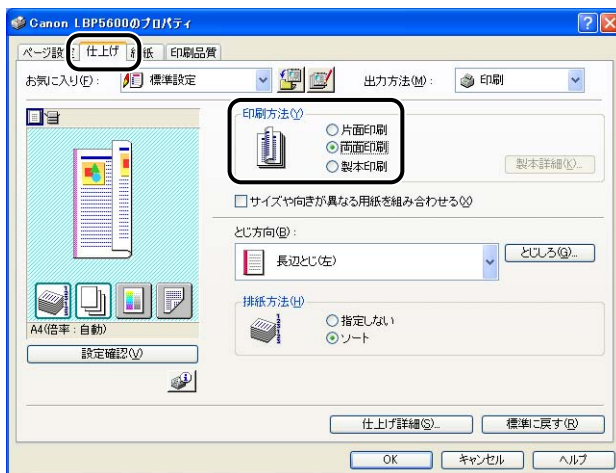 Canon LBP5600のプロパティ
ページ設定 仕上げ 給紙 印刷品質
お気に入り(F): 標準設定 出力方法(M): 印刷
印刷方法(Y)
片面印刷
両面印刷
製本印刷 製本詳細(K)...
サイズや向きが異なる用紙を組み合わせる(X)
とじ方向(B):
長辺とじ(左) とじしろ(G)...
排紙方法(H)
指定しない
ソート
A4(倍率:自動)
設定確認(V)
仕上げ詳細(S)... 標準に戻す(R)
OK キャンセル ヘルプ